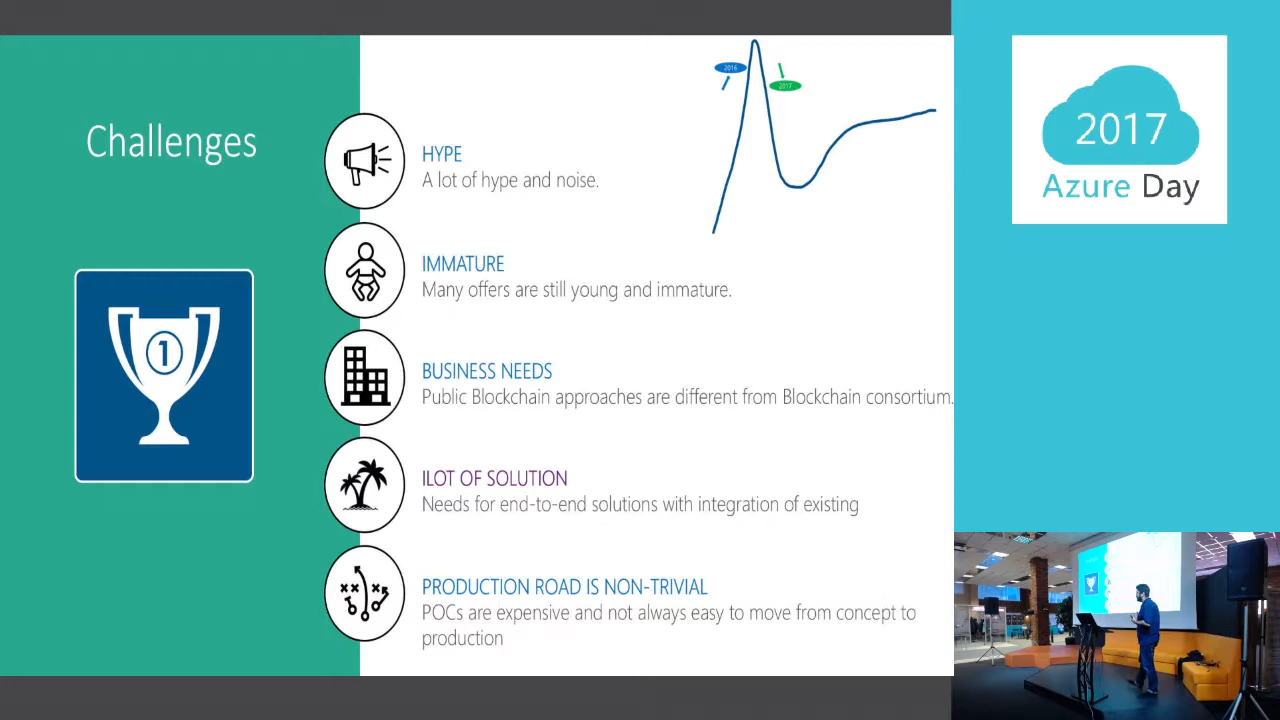 Challenges
1
HYPE
A lot of hype and noise.
2016
2017
IMMATURE
Many offers are still young and immature.
BUSINESS NEEDS
Public Blockchain approaches are different from Blockchain consortium.
ILOT OF SOLUTION
Needs for end-to-end solutions with integration of existing
PRODUCTION ROAD IS NON-TRIVIAL
POCs are expensive and not always easy to move from concept to
production
2017
Azure Day